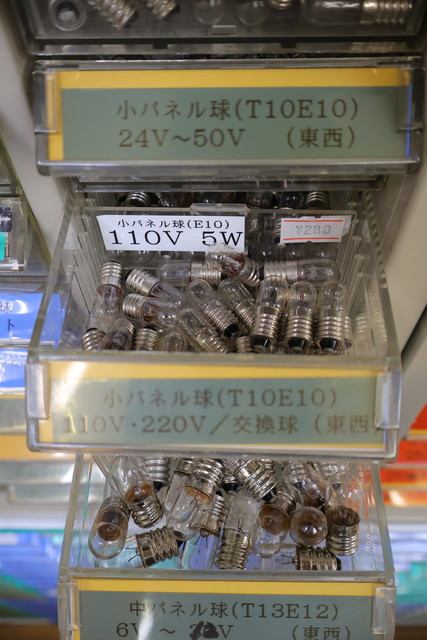 小パネル球(T10E10)
24V～50V （東西）
小パネル球(E10)
110V 5W
¥280
小パネル球(T10E10)
110V・220V／交換球（東西
中パネル球(T13E12)
6V ～ V （東西）